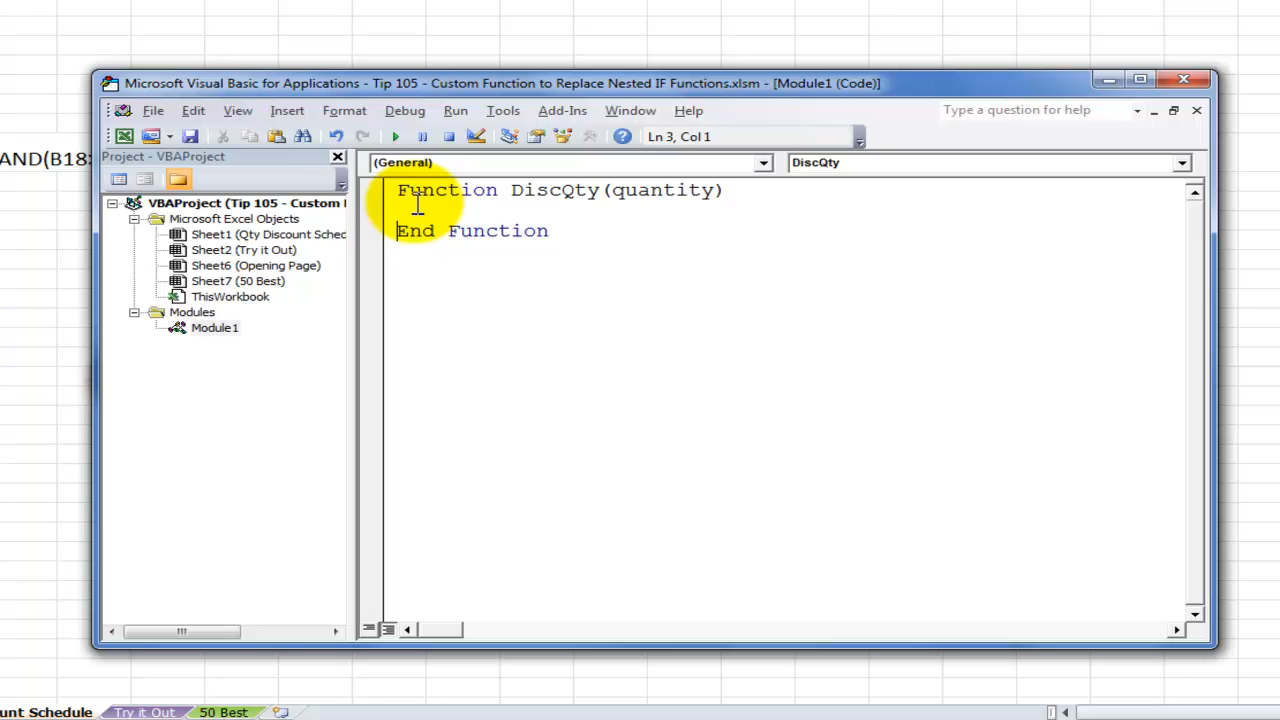 Microsoft Visual Basic for Applications - Tip 105 - Custom Function to Replace Nested IF Functions.xlsm - [Module1 (Code)]
File Edit View Insert Format Debug Run Tools Add-Ins Window Help
Type a question for help
Ln 3, Col 1
AND(B18
Project - VBAProject
(General)
DiscQty
VBAProject (Tip 105 - Custom
Microsoft Excel Objects
Sheet1 (Qty Discount Sched
Sheet2 (Try it Out)
Sheet6 (Opening Page)
Sheet7 (50 Best)
ThisWorkbook
Modules
Module1
Function DiscQty(quantity)
End Function
unt Schedule
Try it Out
50 Best